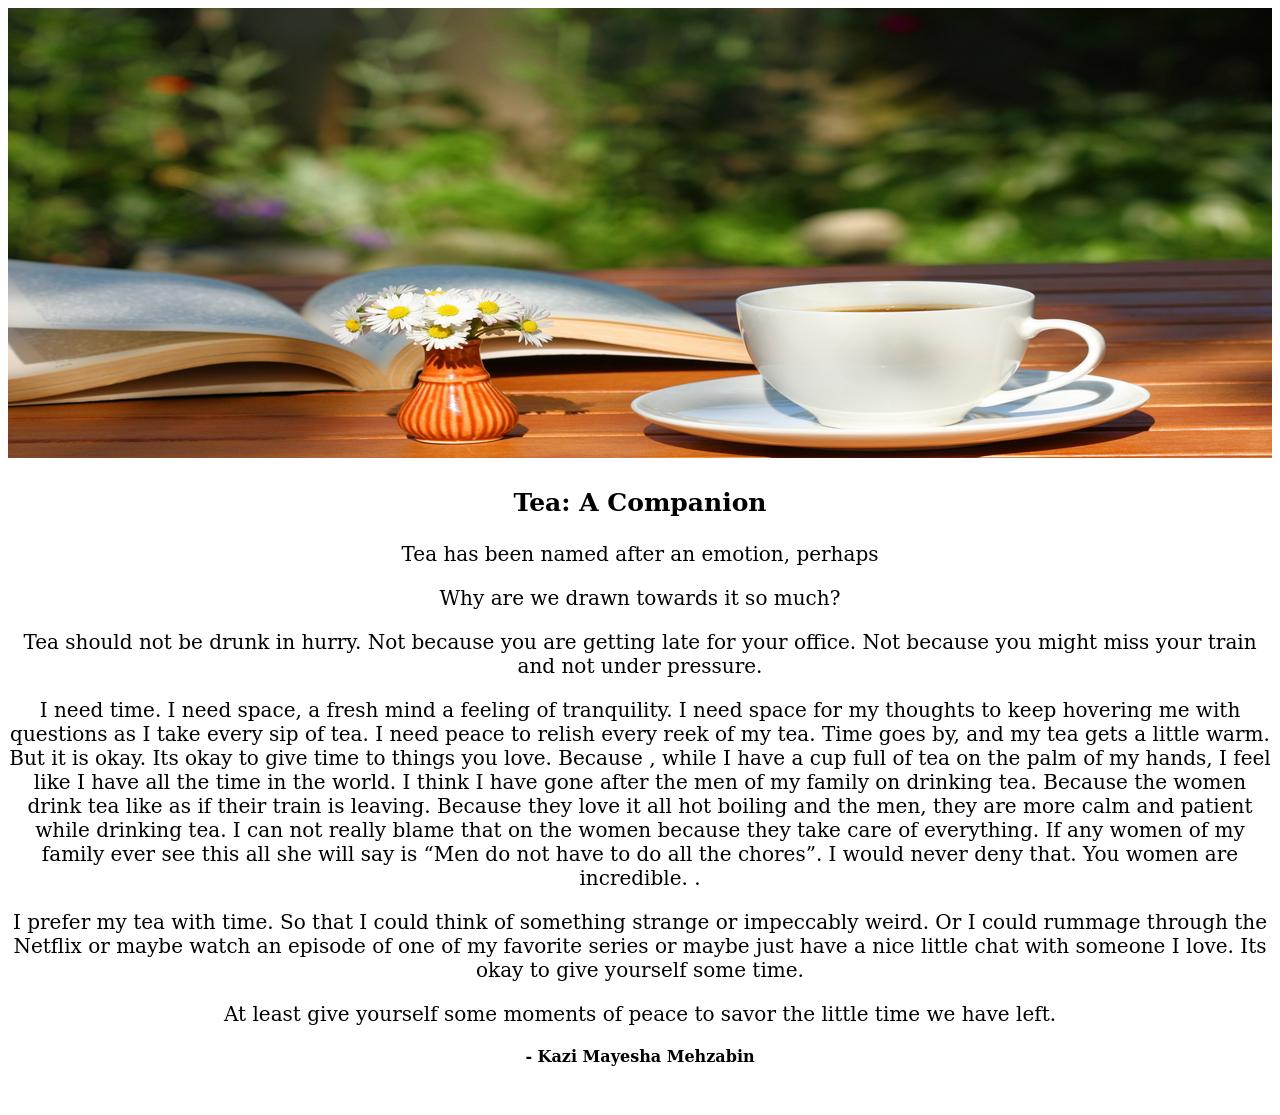 Tea: A Companion
Tea has been named after an emotion, perhaps
Why are we drawn towards it so much?
Tea should not be drunk in hurry. Not because you are getting late for your office. Not because you might miss your train
and not under pressure.
I need time. I need space, a fresh mind a feeling of tranquility. I need space for my thoughts to keep hovering me with
questions as I take every sip of tea. I need peace to relish every reek of my tea. Time goes by, and my tea gets a little warm.
But it is okay. Its okay to give time to things you love. Because , while I have a cup full of tea on the palm of my hands, I feel
like I have all the time in the world. I think I have gone after the men of my family on drinking tea. Because the women
drink tea like as if their train is leaving. Because they love it all hot boiling and the men, they are more calm and patient
while drinking tea. I can not really blame that on the women because they take care of everything. If any women of my
family ever see this all she will say is “Men do not have to do all the chores”. I would never deny that. You women are
incredible. .
I prefer my tea with time. So that I could think of something strange or impeccably weird. Or I could rummage through the
Netflix or maybe watch an episode of one of my favorite series or maybe just have a nice little chat with someone I love. Its
okay to give yourself some time.
At least give yourself some moments of peace to savor the little time we have left.
- Kazi Mayesha Mehzabin